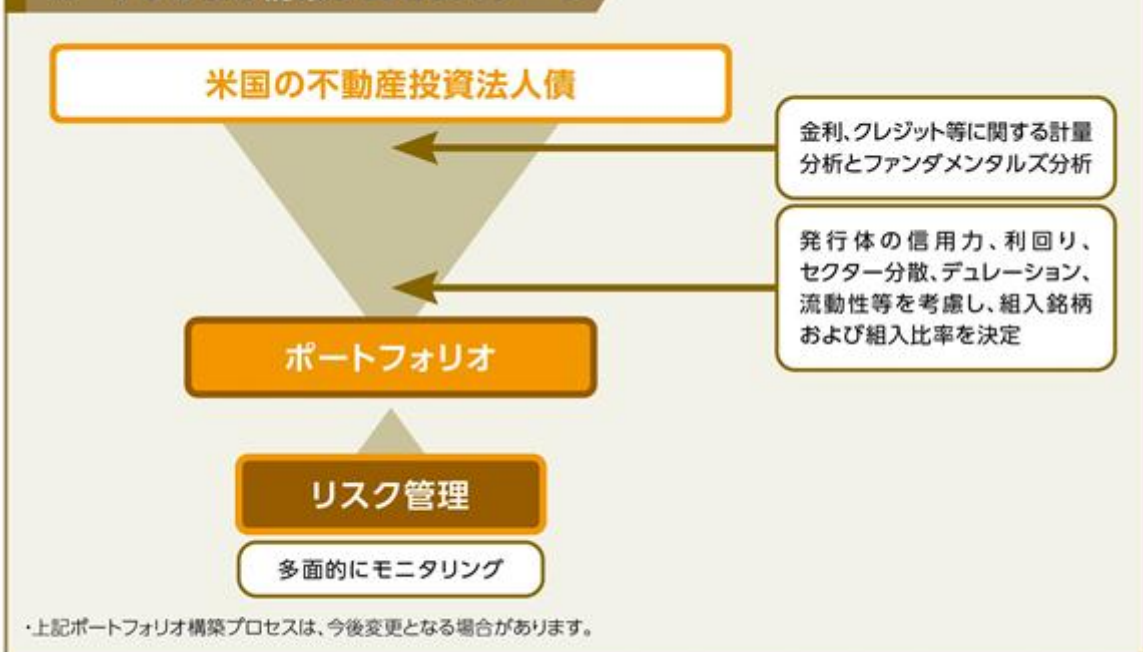 米国の不動産投資法人債
金利、クレジット等に関する計量
分析とファンダメンタルズ分析
発行体の信用力、利回り、
セクター分散、デュレーション、
流動性等を考慮し、組入銘柄
および組入比率を決定
ポートフォリオ
リスク管理
多面的にモニタリング
・上記ポートフォリオ構築プロセスは、今後変更となる場合があります。